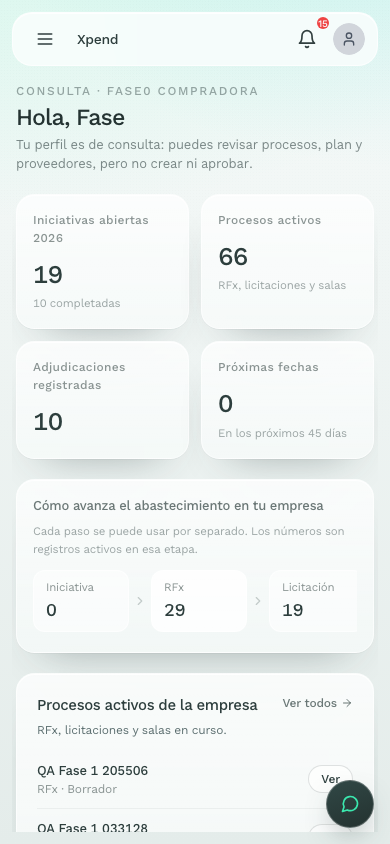 Xpend
15
CONSULTA · FASE0 COMPRADORA
Hola, Fase
Tu perfil es de consulta: puedes revisar procesos, plan y
proveedores, pero no crear ni aprobar.
Iniciativas abiertas
2026
19
10 completadas
Procesos activos
66
RFx, licitaciones y salas
Adjudicaciones
registradas
10
Próximas fechas
0
En los próximos 45 días
Cómo avanza el abastecimiento en tu empresa
Cada paso se puede usar por separado. Los números son
registros activos en esa etapa.
Iniciativa
0
RFx
29
Licitación
19
Procesos activos de la empresa
Ver todos
RFx, licitaciones y salas en curso.
QA Fase 1 205506
RFx · Borrador
Ver
QA Fase 1 033128